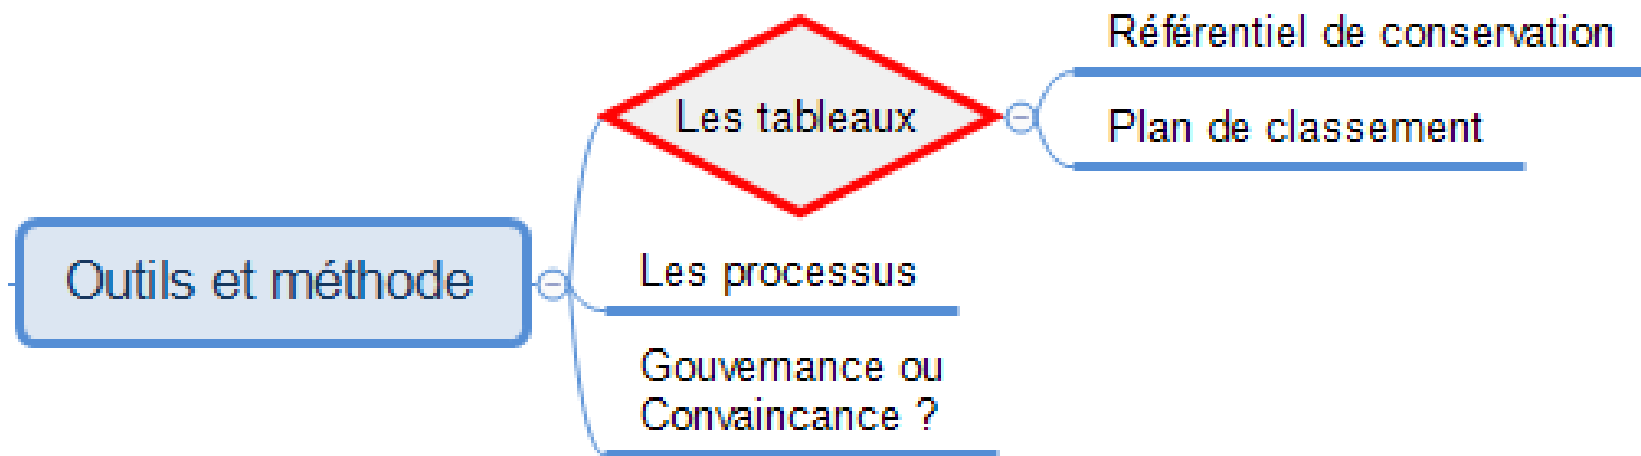 Référentiel de conservation
Les tableaux
Plan de classement
Outils et méthode
Les processus
Gouvernance ou
Convaincance ?